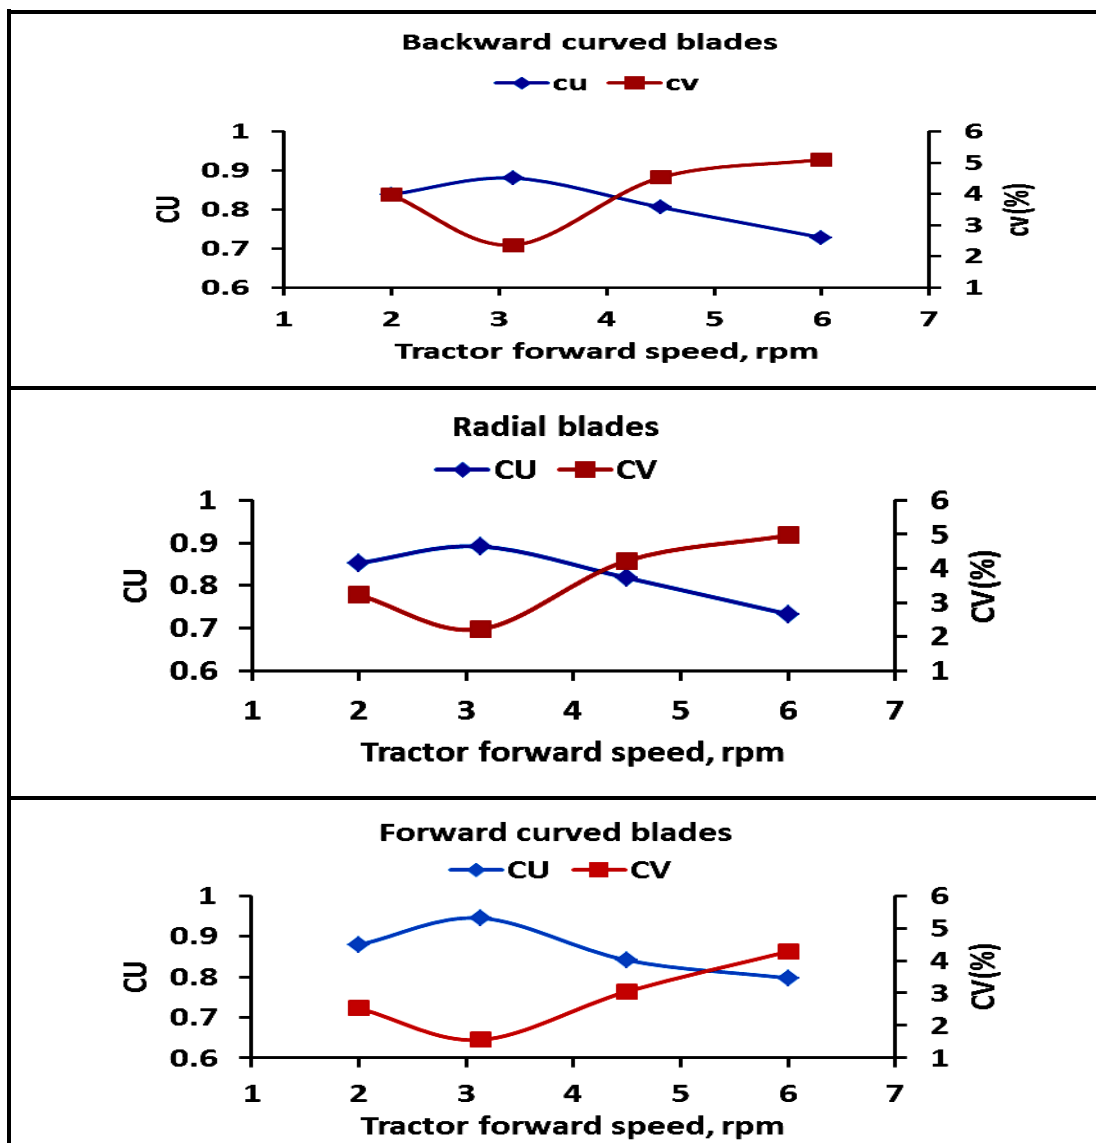 Backward curved blades
cu cv
1 6
0.9 5
0.8 4
0.7 3
0.6 2
1
CU
cv(%)
1 2 3 4 5 6 7
Tractor forward speed, rpm
Radial blades
CU CV
1 6
0.9 5
0.8 4
0.7 3
0.6 2
1
CU
CV(%)
1 2 3 4 5 6 7
Tractor forward speed, rpm
Forward curved blades
CU CV
1 6
0.9 5
0.8 4
0.7 3
0.6 2
1
CU
CV(%)
1 2 3 4 5 6 7
Tractor forward speed, rpm